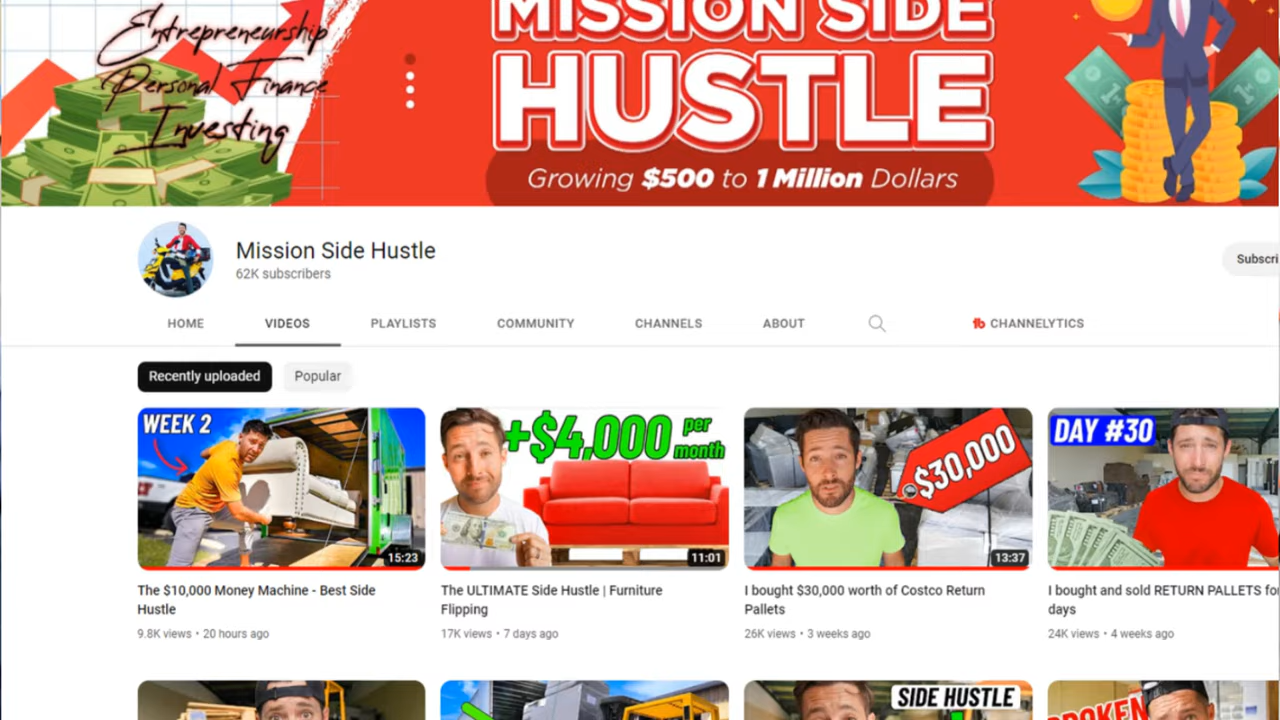 Entrepreneurship
Personal Finance
Investing
MISSION SIDE
HUSTLE
Growing $500 to 1 Million Dollars
Mission Side Hustle
62K subscribers
Subscri
HOME
VIDEOS
PLAYLISTS
COMMUNITY
CHANNELS
ABOUT
tb CHANNELYTICS
Recently uploaded
Popular
WEEK 2
15:23
The $10,000 Money Machine - Best Side
Hustle
9.8K views • 20 hours ago
+$4,000 per
month
11:01
The ULTIMATE Side Hustle | Furniture
Flipping
17K views • 7 days ago
$30,000
13:37
I bought $30,000 worth of Costco Return
Pallets
26K views • 3 weeks ago
DAY #30
I bought and sold RETURN PALLETS fo
days
24K views • 4 weeks ago
SIDE HUSTLE
BROKEN